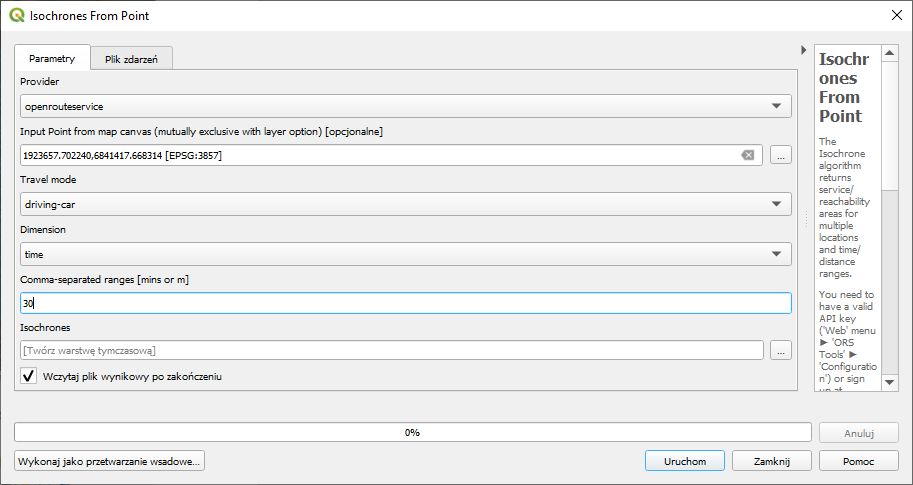 Isochrones From Point
Parametry
Plik zdarzeń
Provider
openrouteservice
Input Point from map canvas (mutually exclusive with layer option) [opcjonalne]
1923657.702240,6841417.668314 [EPSG:3857]
...
Travel mode
driving-car
Dimension
time
Comma-separated ranges [mins or m]
30
Isochrones
[Twórz warstwę tymczasową]
...
Wczytaj plik wynikowy po zakończeniu
Isochr
ones
From
Point
The
Isochrone
algorithm
returns
service/
reachability
areas for
multiple
locations
and time/
distance
ranges.
You need to
have a valid
API key
('Web' menu
► 'ORS
Tools' ►
'Configuratio
n') or sign
up at
0%
Anuluj
Wykonaj jako przetwarzanie wsadowe...
Uruchom
Zamknij
Pomoc